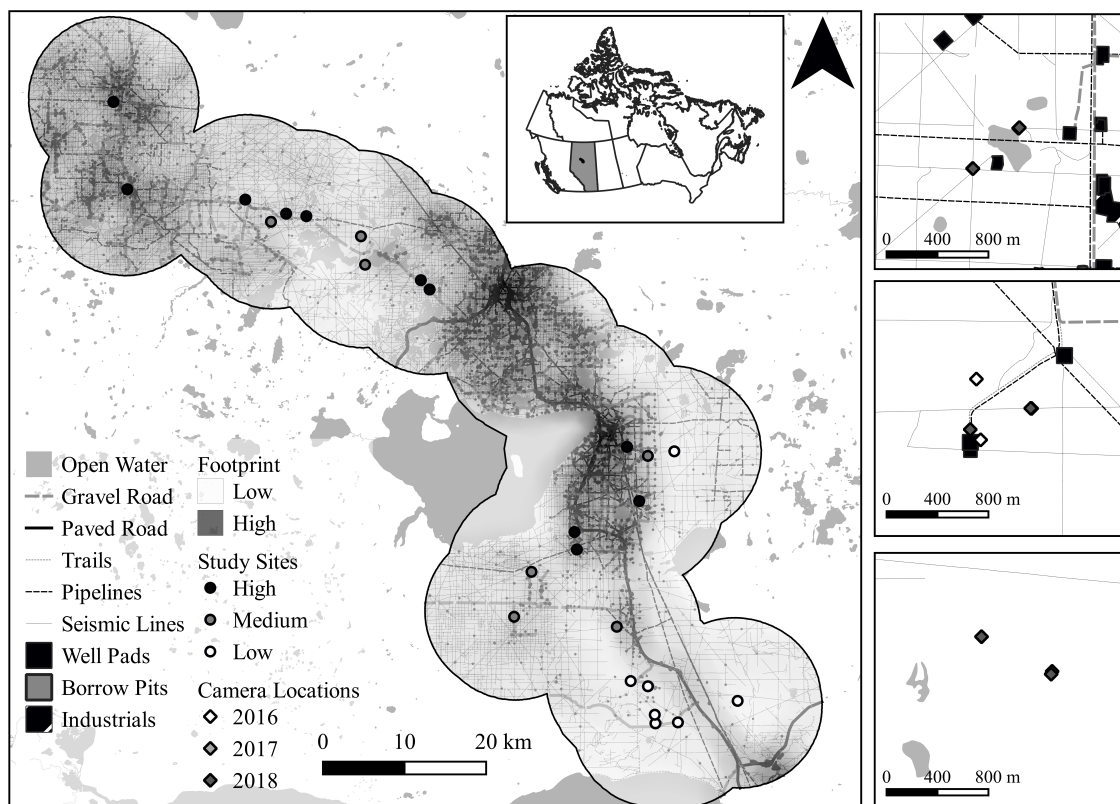 Open Water
Gravel Road
Paved Road
Trails
Pipelines
Seismic Lines
Well Pads
Borrow Pits
Industrials
Footprint
Low
High
Study Sites
High
Medium
Low
Camera Locations
2016
2017
2018
0 10 20 km
0 400 800 m
0 400 800 m
0 400 800 m